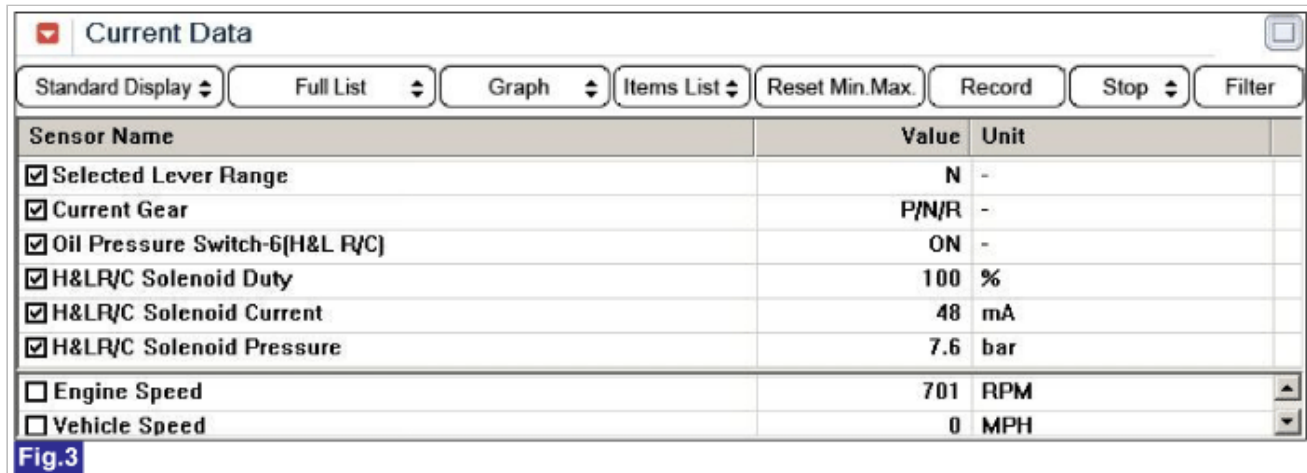 Current Data
Standard Display Full List Graph Items List Reset Min.Max. Record Stop Filter
Sensor Name Value Unit
Selected Lever Range N -
Current Gear P/N/R -
Oil Pressure Switch-6(H&L R/C) ON -
H&LR/C Solenoid Duty 100 %
H&LR/C Solenoid Current 48 mA
H&LR/C Solenoid Pressure 7.6 bar
Engine Speed 701 RPM
Vehicle Speed 0 MPH
Fig.3